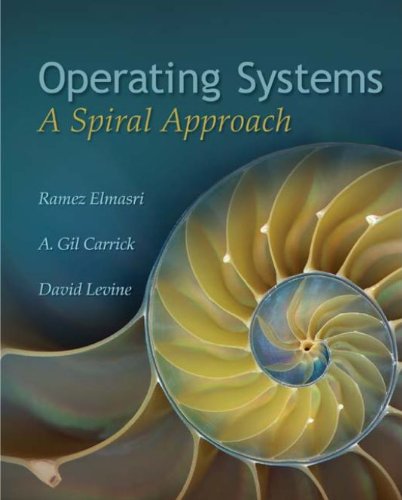 Operating Systems
A Spiral Approach
Ramez Elmasri
A. Gil Carrick
David Levine